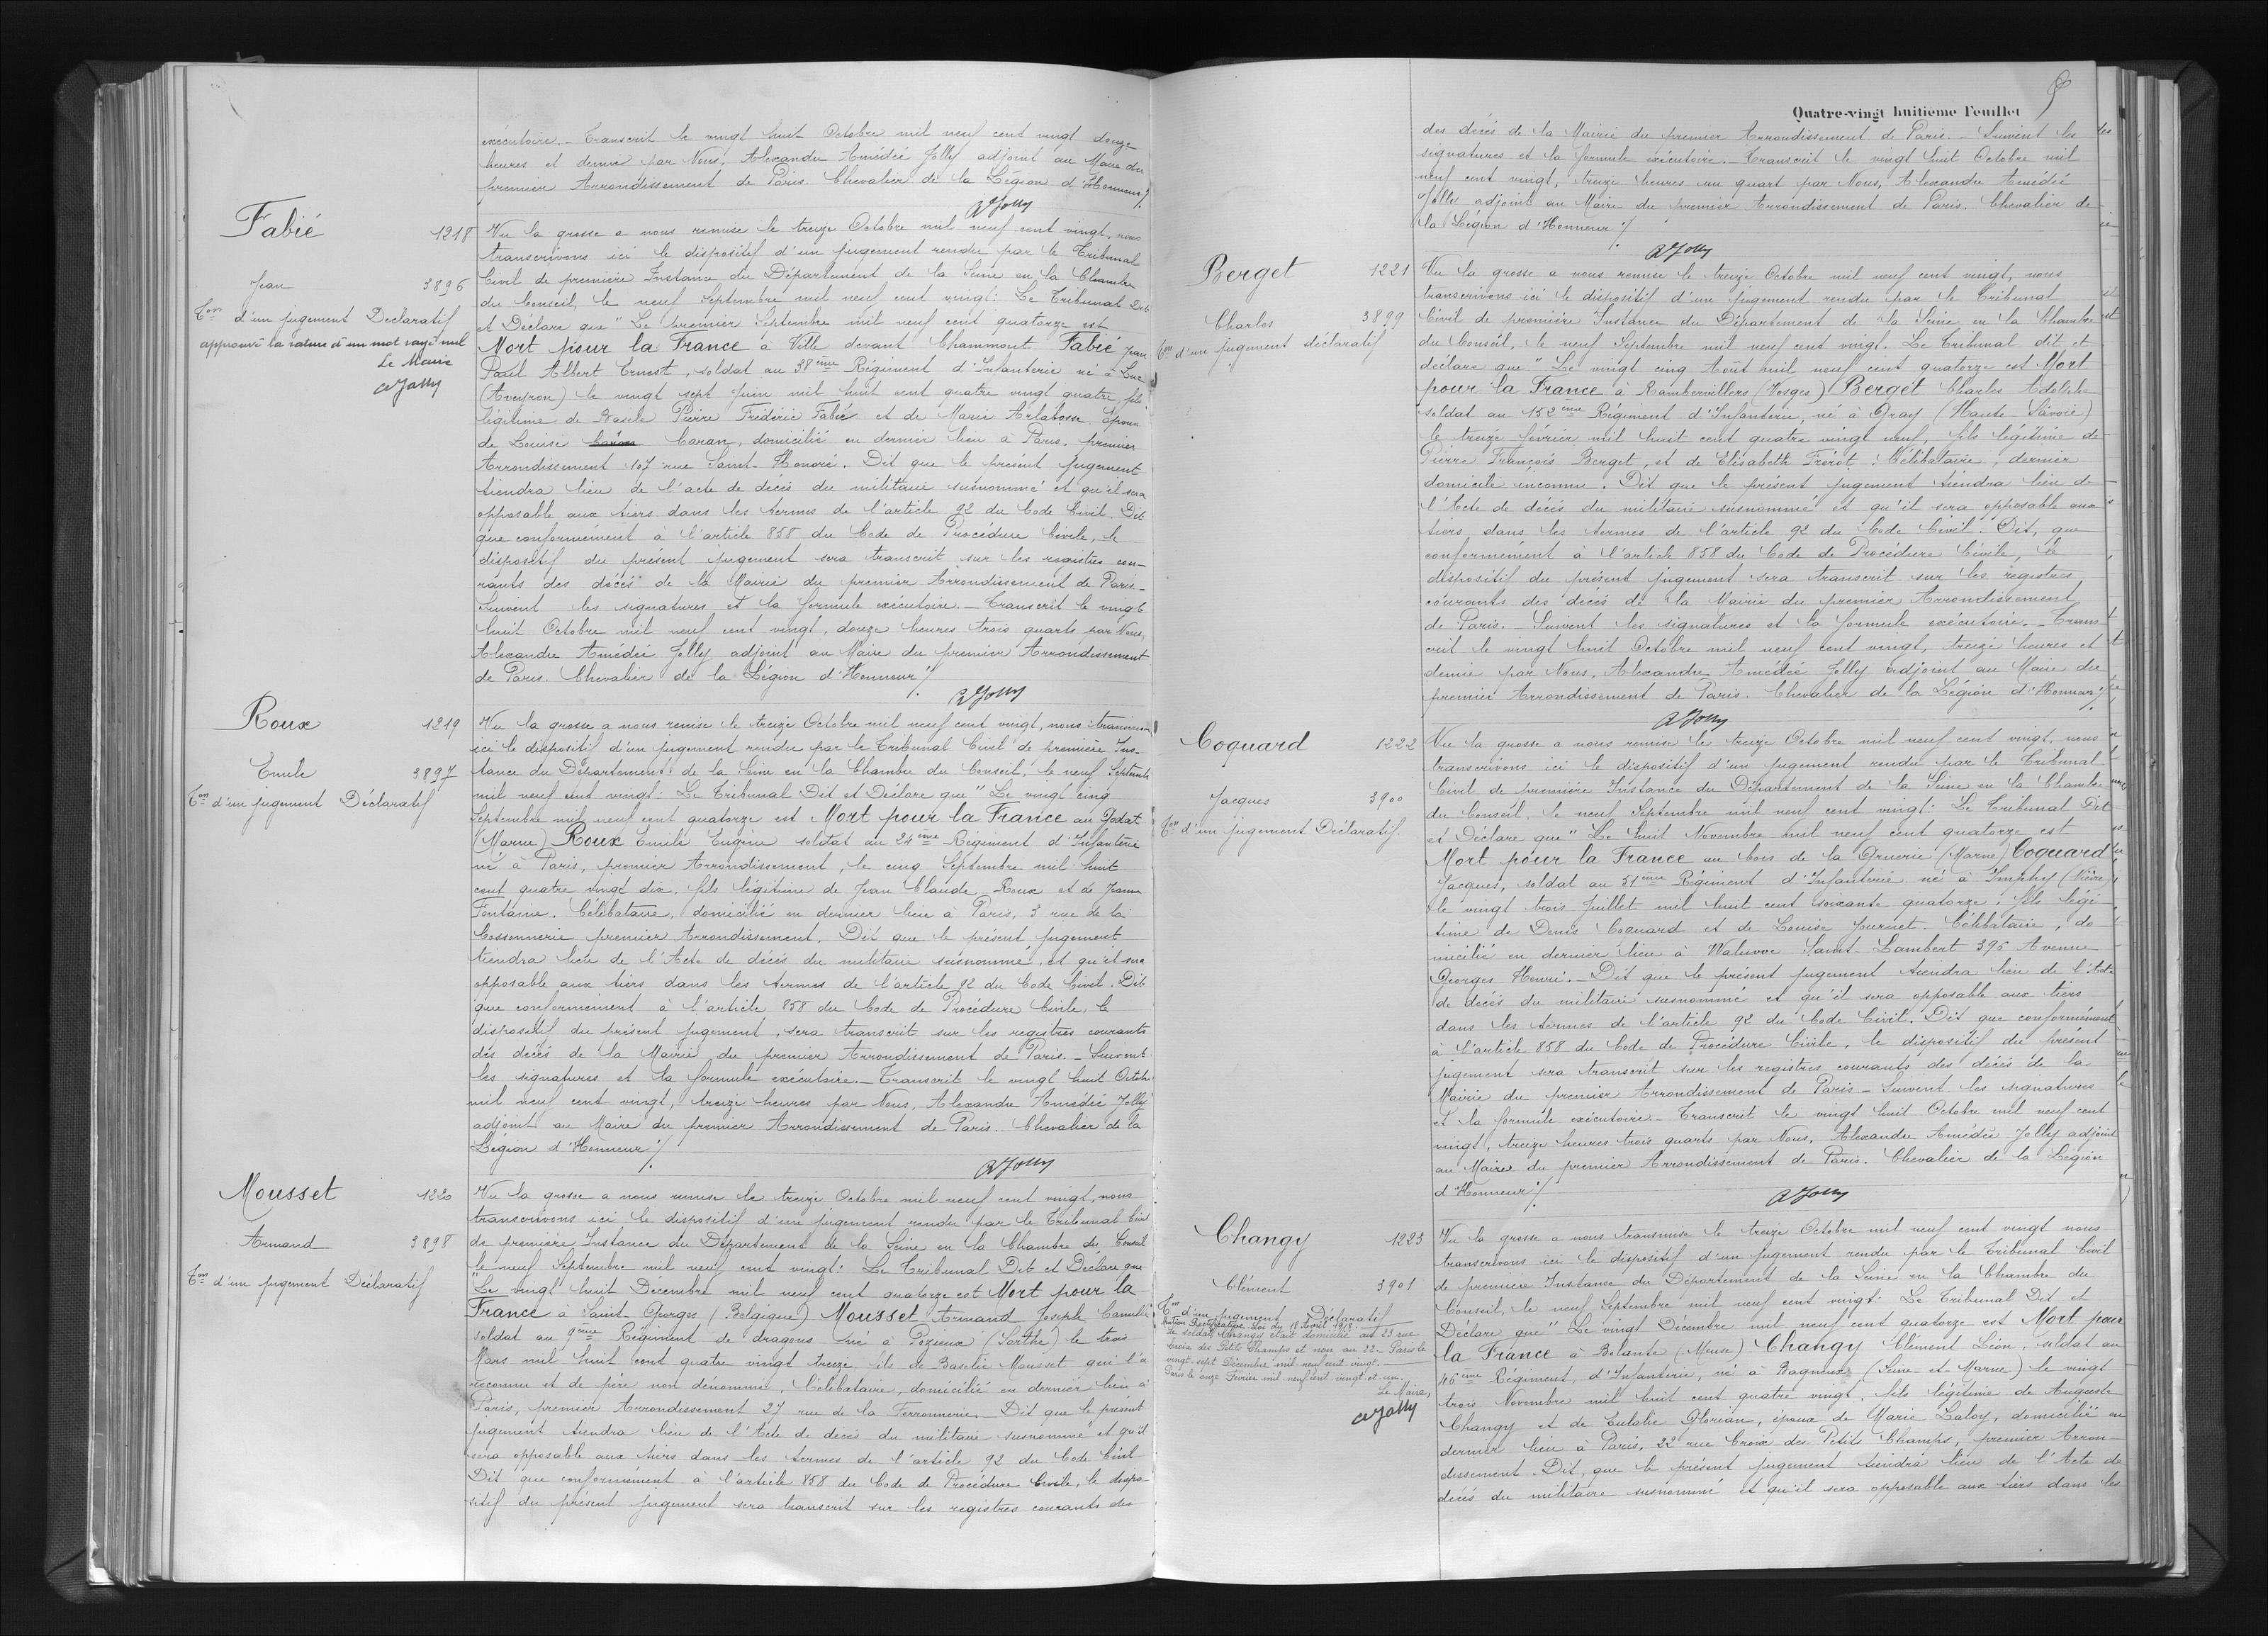 exécutoire. _ Transcrit le vingt huit Octobre mil neuf cent vingt douze
heures et demie par Nous, Alexandre Amédée Jolly adjoint au Maire du
premier Arrondissement de Paris. Chevalier de la Légion d'Honneur ./.
A Jolly
Fabié
1218
Jean
3896
Ton d'un jugement Declaratif
approuvé la rature d'un mot rayé nul
Le Maire
A Jolly
Vu la grosse a nous remise le treize Octobre mil neuf cent vingt, nous
transcrivons ici le dispositif d'un jugement rendu par le Tribunal
Civil de première Instance du Département de la Seine en la Chambre
du Conseil, le neuf Septembre mil neuf cent vingt: Le Tribunal Dit
et Déclare que " Le premier Septembre mil neuf cent quatorze est
Mort pour la France à Ville devant Chammont Fabié Jean
Paul Albert Ernest, soldat au 38ème Régiment d'Infanterie né à Luc
(Aveyron) le vingt sept Juin mil huit cent quatre vingt quatre, fils
légitime de Basile Pierre Frédéric Fabié et de Marie Arlabosse. Epoux
de Louise Caran, domicilié en dernier lieu à Paris, premier
Arrondissement 107 rue Saint-Honoré. Dit que le présent Jugement
tiendra lieu de l'acte de décès du militaire susnommé et qu'il sera
opposable aux tiers dans les termes de l'article 92 du Code Civil. Dit
que conformément à l'article 858 du Code de Procédure Civile, le
dispositif du présent jugement sera transcrit sur les registres cou-
rants des décès de la Mairie du premier Arrondissement de Paris._
Suivent les signatures et la formule exécutoire. _ Transcrit le vingt
huit Octobre mil neuf cent vingt, douze heures trois quarts par Nous,
Alexandre Amédée Jolly adjoint au Maire du premier Arrondissement
de Paris. Chevalier de la Légion d'Honneur ./.
A Jolly
Roux
1219
Emile
3897
Ton d'un jugement Déclaratif
Vu la grosse a nous remise le treize Octobre mil neuf cent vingt, nous transcrivons
ici le dispositif d'un jugement rendu par le Tribunal Civil de première Ins-
tance du Département de la Seine en la Chambre du Conseil, le neuf Septembre
mil neuf cent vingt: Le Tribunal Dit et Déclare que " Le vingt cinq
Septembre mil neuf cent quatorze est Mort pour la France au Godat
(Marne) Roux Emile Eugène soldat au 24ème Régiment d'Infanterie
né à Paris, premier Arrondissement, le cinq Septembre mil huit
cent quatre vingt dix, fils légitime de Jean Claude Roux et de Jeanne
Fontaine. Célibataire, domicilié en dernier lieu à Paris, 3 rue de la
Cossonnerie premier Arrondissement. Dit que le présent jugement
tiendra lieu de l'Acte de décès du militaire susnommé, et qu'il sera
opposable aux tiers dans les termes de l'article 92 du Code Civil. Dit
que conformément à l'article 858 du Code de Procédure Civile, le
dispositif du présent jugement, sera transcrit sur les registres courants
des décès de la Mairie du premier Arrondissement de Paris. _ Suivent
les signatures et la formule exécutoire. _ Transcrit le vingt huit Octobre
mil neuf cent vingt, treize heures par Nous, Alexandre Amédée Jolly
adjoint au Maire du premier Arrondissement de Paris. Chevalier de la
Légion d'Honneur ./.
A Jolly
Mousset
1220
Armand
3898
Ton d'un jugement Déclaratif
Vu la grosse a nous remise le treize Octobre mil neuf cent vingt, nous
transcrivons ici le dispositif d'un jugement rendu par le Tribunal Civil
de première Instance du Département de la Seine en la Chambre du Conseil
le neuf Septembre mil neuf cent vingt: Le Tribunal Dit et Déclare que
"Le vingt huit Décembre mil neuf cent quatorze est Mort pour la
France à Saint-Georges (Belgique) Mousset Armand Joseph Camille
soldat au 9ème Régiment de dragons né à Pezieux (Sarthe) le trois
Mars mil huit cent quatre vingt treize, fils de Baselie Mousset qui l'a
reconnu et de père non dénommé, Célibataire, domicilié en dernier lieu à
Paris, premier Arrondissement 27 rue de la Ferronnerie _ Dit que le présent
jugement tiendra lieu de l'Acte de décès du militaire susnommé et qu'il
sera opposable aux tiers dans les termes de l'article 92 du Code Civil
Dit que conformément à l'article 858 du Code de Procédure Civile, le dispo-
sitif du présent jugement sera transcrit sur les registres courants des
Quatre-vingt huitieme Feuillet
des décès de la Mairie du premier Arrondissement de Paris. _ Suivent les
signatures et la formule exécutoire. Transcrit le vingt huit Octobre mil
neuf cent vingt, treize heures un quart par Nous, Alexandre Amédée
Jolly adjoint au Maire du premier Arrondissement de Paris. Chevalier de
la Légion d'Honneur ./.
A Jolly
Berget
1221
Charles
3899
Ton d'un jugement déclaratif
Vu la grosse a nous remise le treize Octobre mil neuf cent vingt, nous
transcrivons ici le dispositif d'un jugement rendu par le Tribunal
Civil de première Instance du Département de la Seine en la Chambre
du Conseil, le neuf Septembre mil neuf cent vingt. Le Tribunal dit et
déclare que " Le vingt cinq Août mil neuf cent quatorze est Mort
pour la France à Rambervillers (Vosges) Berget Charles Adolphe
soldat au 152ème Régiment d'Infanterie, né à Gray (Haute Savoie)
le treize février mil huit cent quatre vingt neuf, fils légitime de
Pierre François Berget, et de Elisabeth Frérot. Célibataire, dernier
domicile inconnu. Dit que le présent jugement tiendra lieu de
l'Acte de décès du militaire susnommé et qu'il sera opposable aux
tiers dans les termes de l'article 92 du Code Civil. Dit, que
conformément à l'article 858 du Code de Procédure Civile, le
dispositif du présent jugement sera transcrit sur les registres
courants des décès de la Mairie du premier Arrondissement
de Paris. _ Suivent les signatures et la formule exécutoire. _ Trans
crit le vingt huit Octobre mil neuf cent vingt, treize heures et
demie par Nous, Alexandre Amédée Jolly adjoint au Maire du
premier Arrondissement de Paris. Chevalier de la Légion d'Honneur ./.
A Jolly
Coquard
1222
Jacques
3900
Ton d'un jugement Déclaratif.
Vu la grosse a nous remise le treize Octobre mil neuf cent vingt, nous
transcrivons ici le dispositif d'un jugement rendu par le Tribunal
Civil de première Instance du Département de la Seine en la Chambre
du Conseil, le neuf Septembre mil neuf cent vingt: Le Tribunal Dit
et Déclare que " Le huit Novembre mil neuf cent quatorze est
Mort pour la France au bois de la Gruerie (Marne) Coquard
Jacques, soldat au 31ème Régiment d'Infanterie né à Imphy (Nièvre)
le vingt trois Juillet mil huit cent soixante quatorze, fils légi-
time de Denis Coquard et de Louise Journet. Célibataire, do
micilié en dernier lieu à Waluwe Saint-Lambert 396 Avenue
Georges Henri. _ Dit que le présent jugement tiendra lieu de l'Acte
de décès du militaire susnommé et qu'il sera opposable aux tiers
dans les termes de l'article 92 du Code Civil. Dit que conformément
à l'article 858 du Code de Procédure Civile, le dispositif du présent
jugement sera transcrit sur les registres courants des décès de la
Mairie du premier Arrondissement de Paris _ Suivent les signatures
et la formule exécutoire _ Transcrit le vingt huit Octobre mil neuf cent
vingt, treize heures trois quarts par Nous, Alexandre Amédée Jolly adjoint
au Maire du premier Arrondissement de Paris. Chevalier de la Légion
d'Honneur ./.
A Jolly
Changy
1223
Clément
3901
Ton d'un jugement Déclaratif
Rectification Loi du 18 Avril 1918.
Le soldat Changy était domicilié au 23 rue
Croix des Petits Champs et non au 22 _ Paris le
vingt-sept Décembre mil neuf cent vingt.
Paris le onze Février mil neuf cent vingt et un.
Le Maire,
A Jolly
Vu la grosse a nous transmise le treize Octobre mil neuf cent vingt nous
transcrivons ici le dispositif d'un jugement rendu par le Tribunal Civil
de première Instance du Département de la Seine en la Chambre du
Conseil, le neuf Septembre mil neuf cent vingt: Le Tribunal Dit et
Déclare que " Le vingt Décembre mil neuf cent quatorze est Mort pour
la France à Bolante (Meuse) Changy Clément Léon, soldat au
46ème Régiment d'Infanterie, né à Bagneux (Seine et Marne) le vingt
trois Novembre mil huit cent quatre vingt, fils légitime de Auguste
Changy et de Eulalie Glorian, époux de Marie Laloy, domicilié en
dernier lieu à Paris, 22 rue Croix des Petits Champs, premier Arron-
dissement. Dit, que le présent jugement tiendra lieu de l'Acte de
décès du militaire susnommé et qu'il sera opposable aux tiers dans les